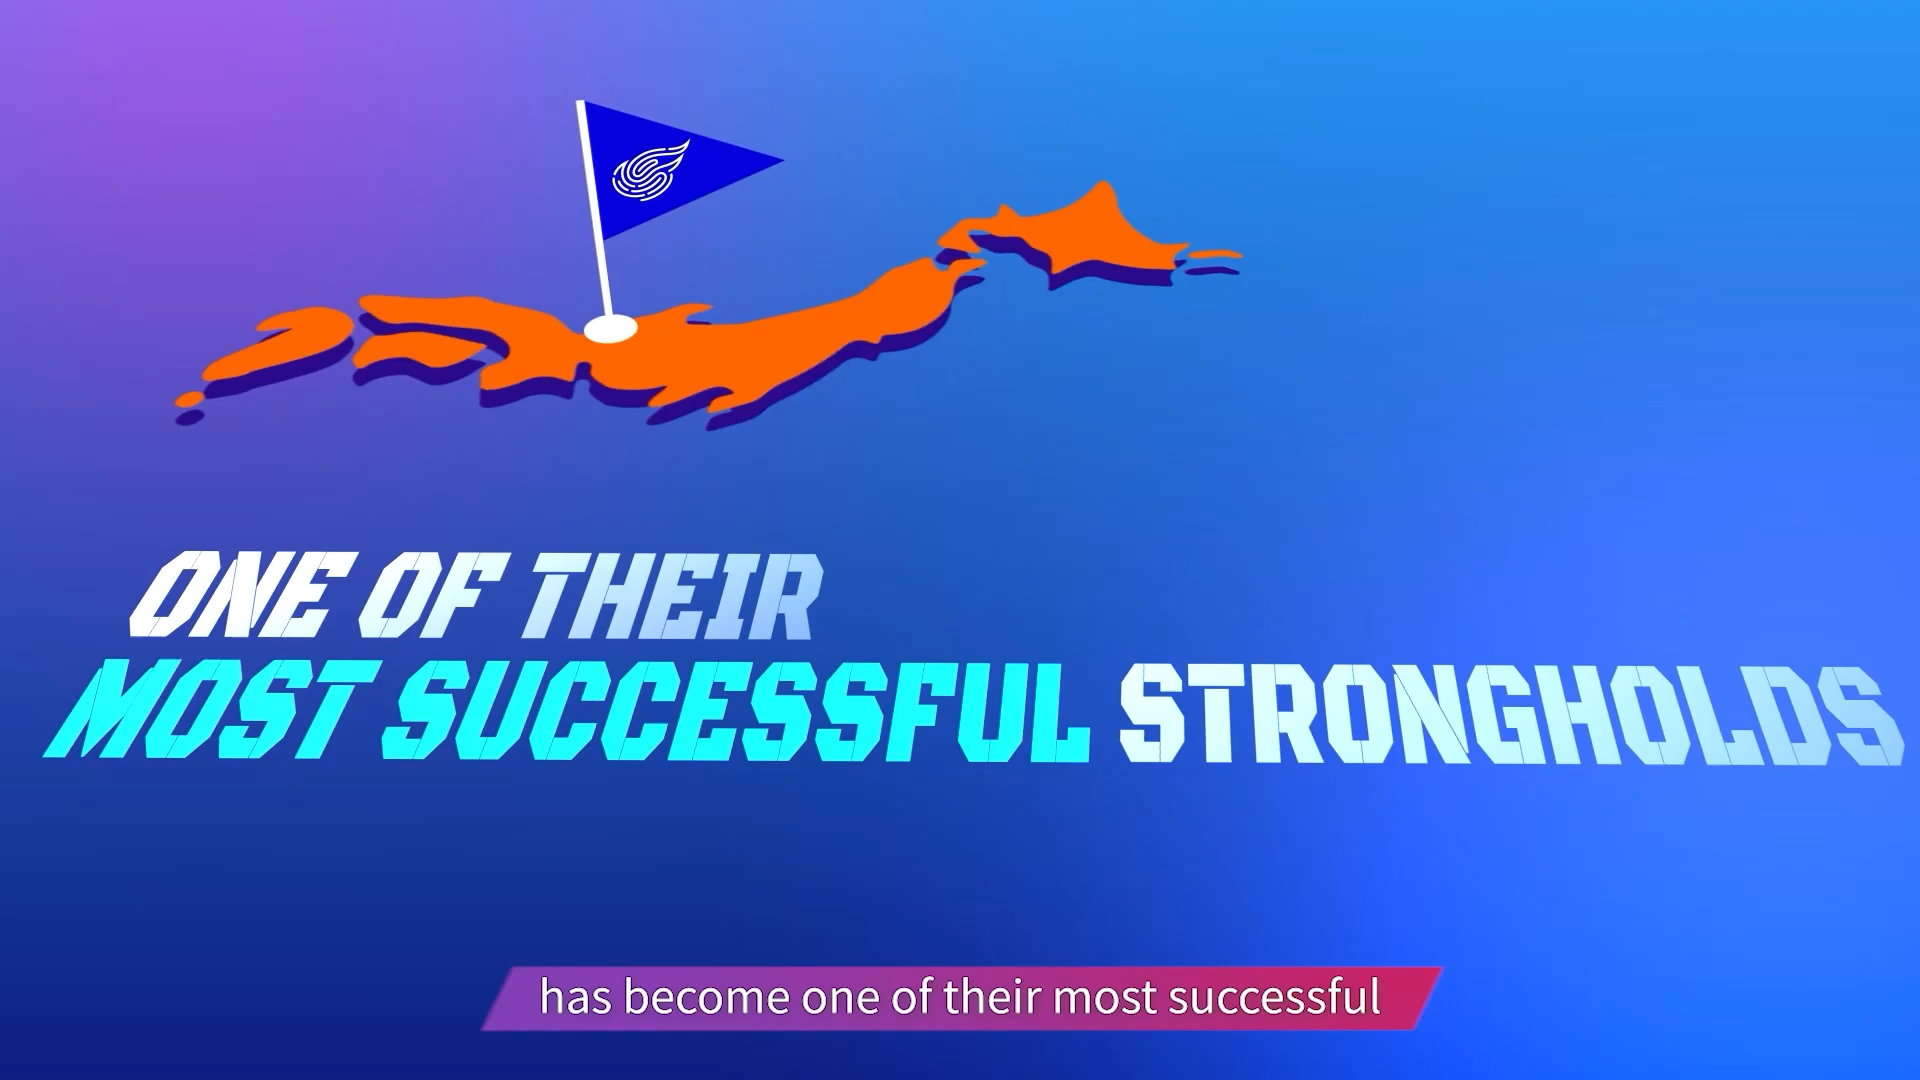 ONE OF THEIR
MOST SUCCESSFUL STRONGHOLDS
has become one of their most successful